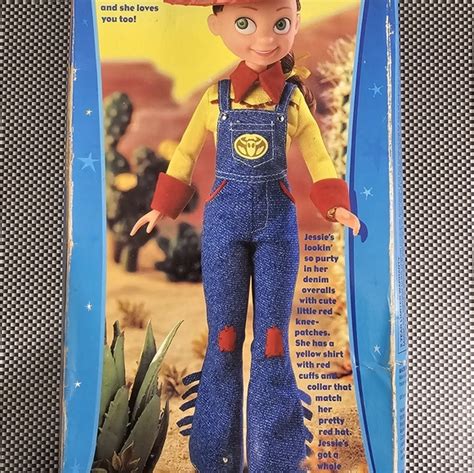 and she loves
you too!
Jessie's
lookin'
so purty
in her
denim
overalls
with cute
little red
knee-
patches.
She has a
yellow shirt
with red
cuffs and
collar that
match
her
pretty
red hat.
Jessie's
got a
whole